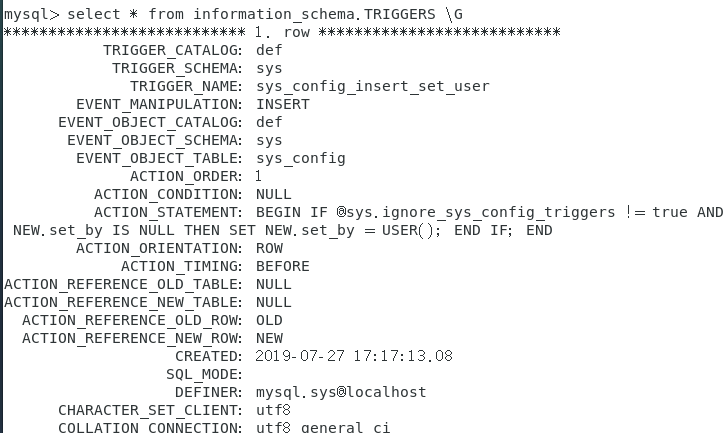 mysql> select * from information_schema.TRIGGERS \G
*************************** 1. row ***************************
TRIGGER_CATALOG: def
TRIGGER_SCHEMA: sys
TRIGGER_NAME: sys_config_insert_set_user
EVENT_MANIPULATION: INSERT
EVENT_OBJECT_CATALOG: def
EVENT_OBJECT_SCHEMA: sys
EVENT_OBJECT_TABLE: sys_config
ACTION_ORDER: 1
ACTION_CONDITION: NULL
ACTION_STATEMENT: BEGIN IF @sys.ignore_sys_config_triggers != true AND
NEW.set_by IS NULL THEN SET NEW.set_by = USER(); END IF; END
ACTION_ORIENTATION: ROW
ACTION_TIMING: BEFORE
ACTION_REFERENCE_OLD_TABLE: NULL
ACTION_REFERENCE_NEW_TABLE: NULL
ACTION_REFERENCE_OLD_ROW: OLD
ACTION_REFERENCE_NEW_ROW: NEW
CREATED: 2019-07-27 17:17:13.08
SQL_MODE:
DEFINER: mysql.sys@localhost
CHARACTER_SET_CLIENT: utf8
COLLATION_CONNECTION: utf8_general_ci